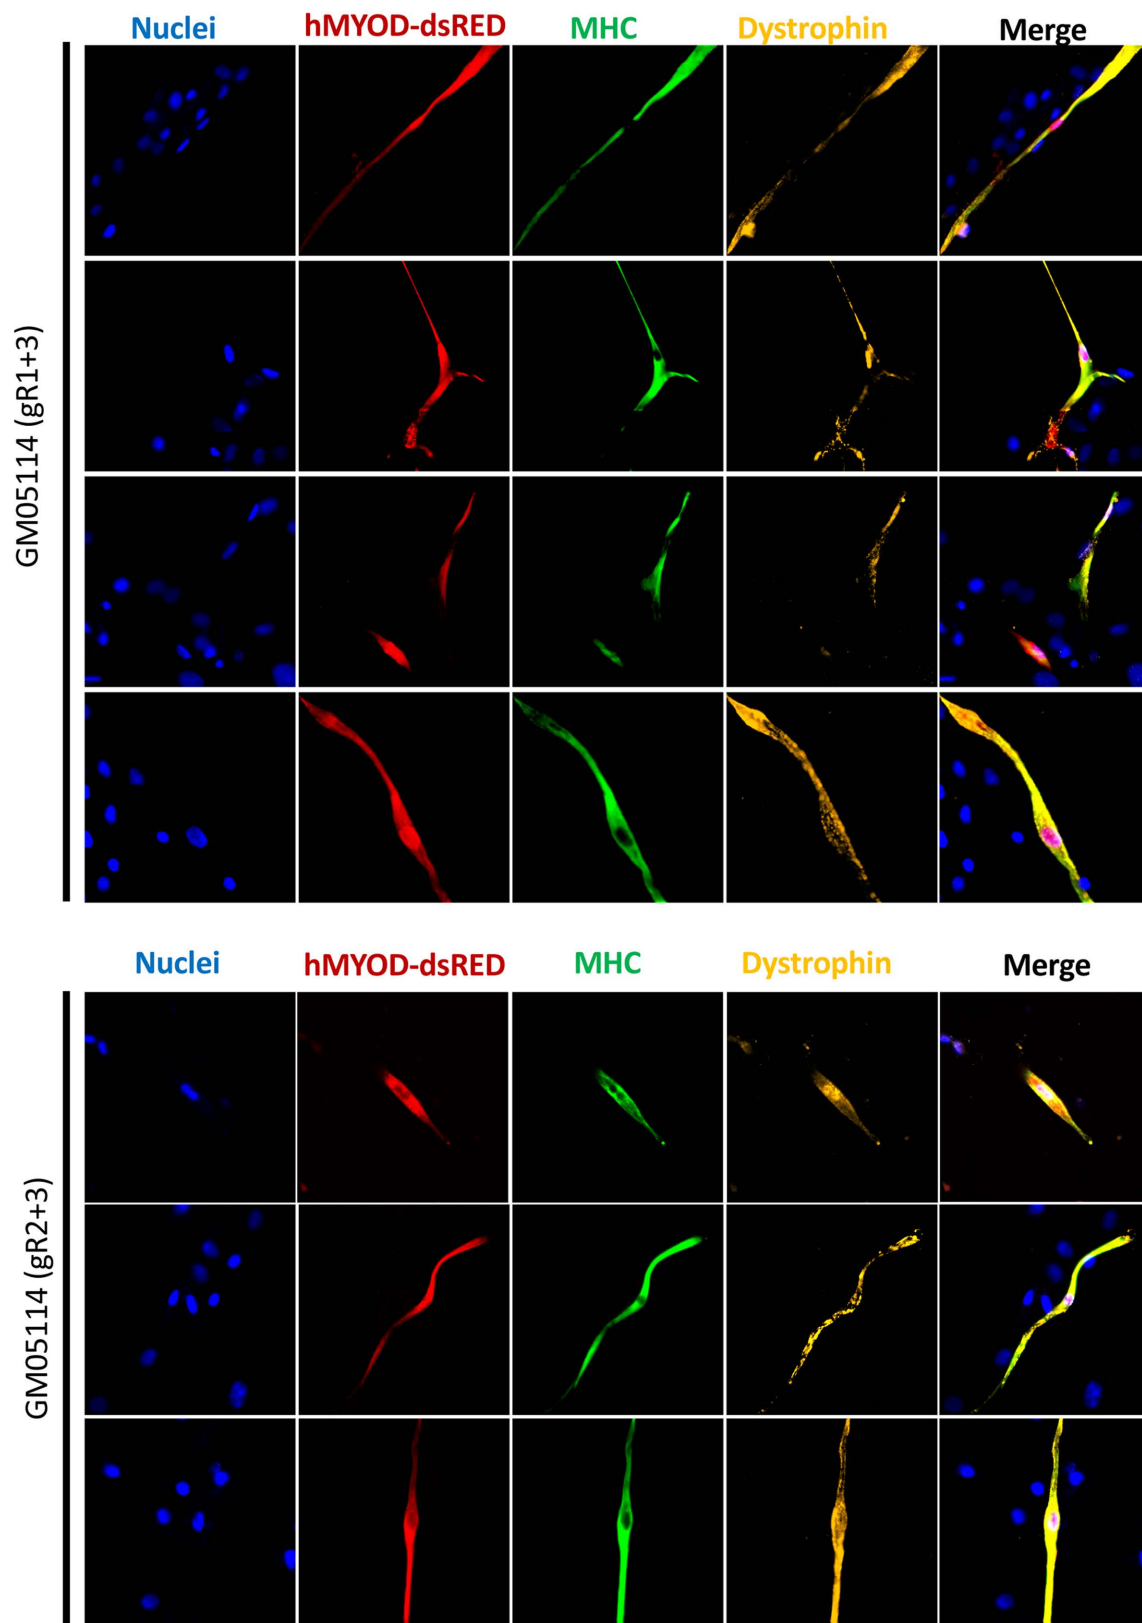 Nuclei hMYOD-dsRED MHC Dystrophin Merge
GM05114 (gR1+3)
Nuclei hMYOD-dsRED MHC Dystrophin Merge
GM05114 (gR2+3)